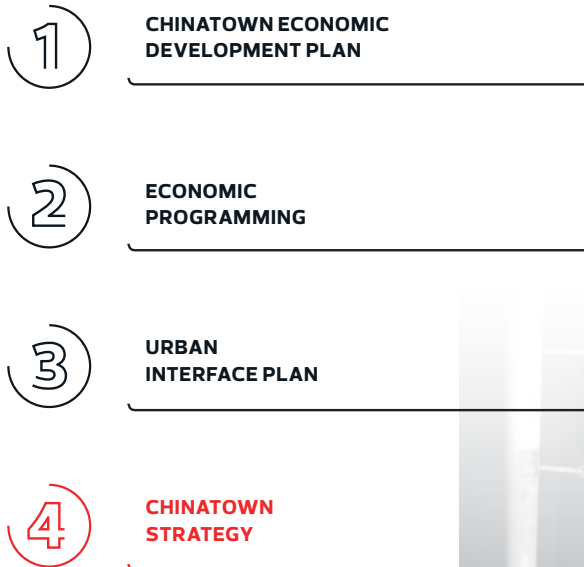 1
CHINATOWN ECONOMIC
DEVELOPMENT PLAN
2
ECONOMIC
PROGRAMMING
3
URBAN
INTERFACE PLAN
4
CHINATOWN
STRATEGY